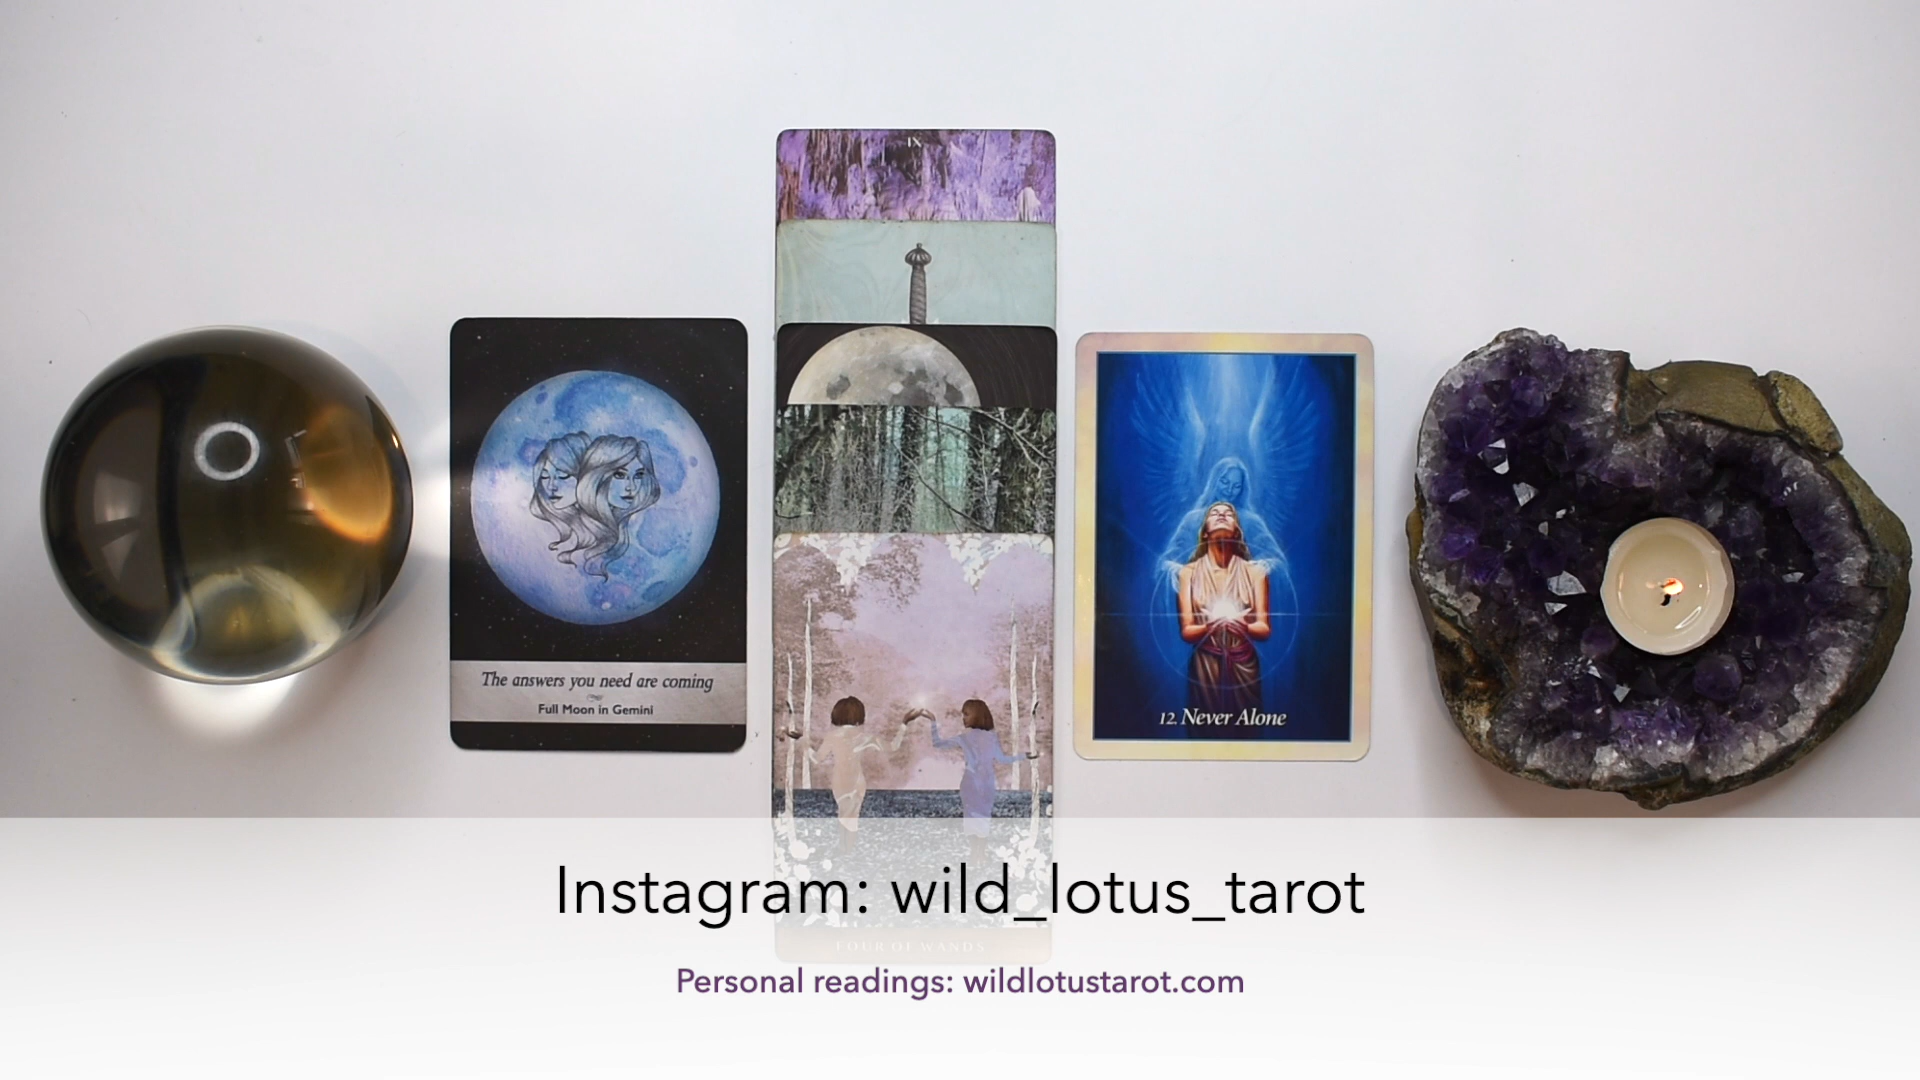 IX
The answers you need are coming
Full Moon in Gemini
12. Never Alone
Instagram: wild_lotus_tarot
FOUR OF WANDS
Personal readings: wildlotustarot.com